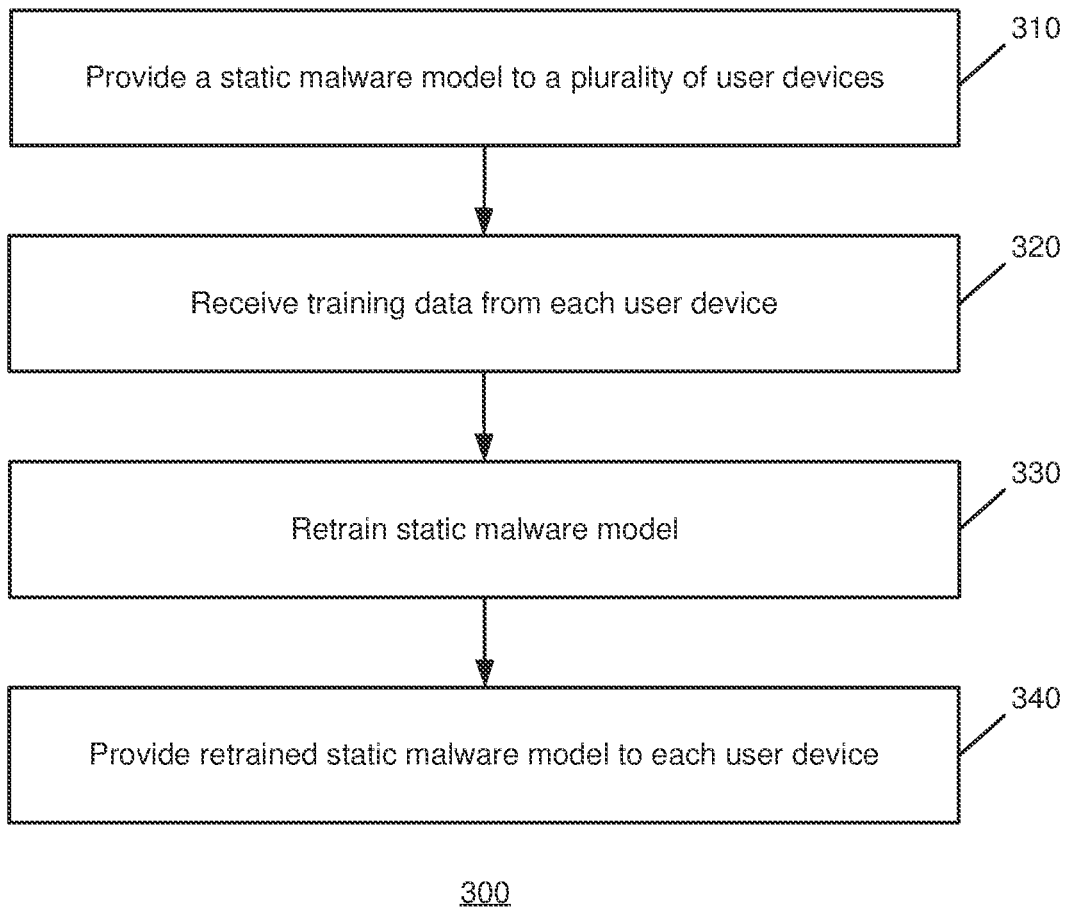 310
Provide a static malware model to a plurality of user devices
320
Receive training data from each user device
330
Retrain static malware model
340
Provide retrained static malware model to each user device
300